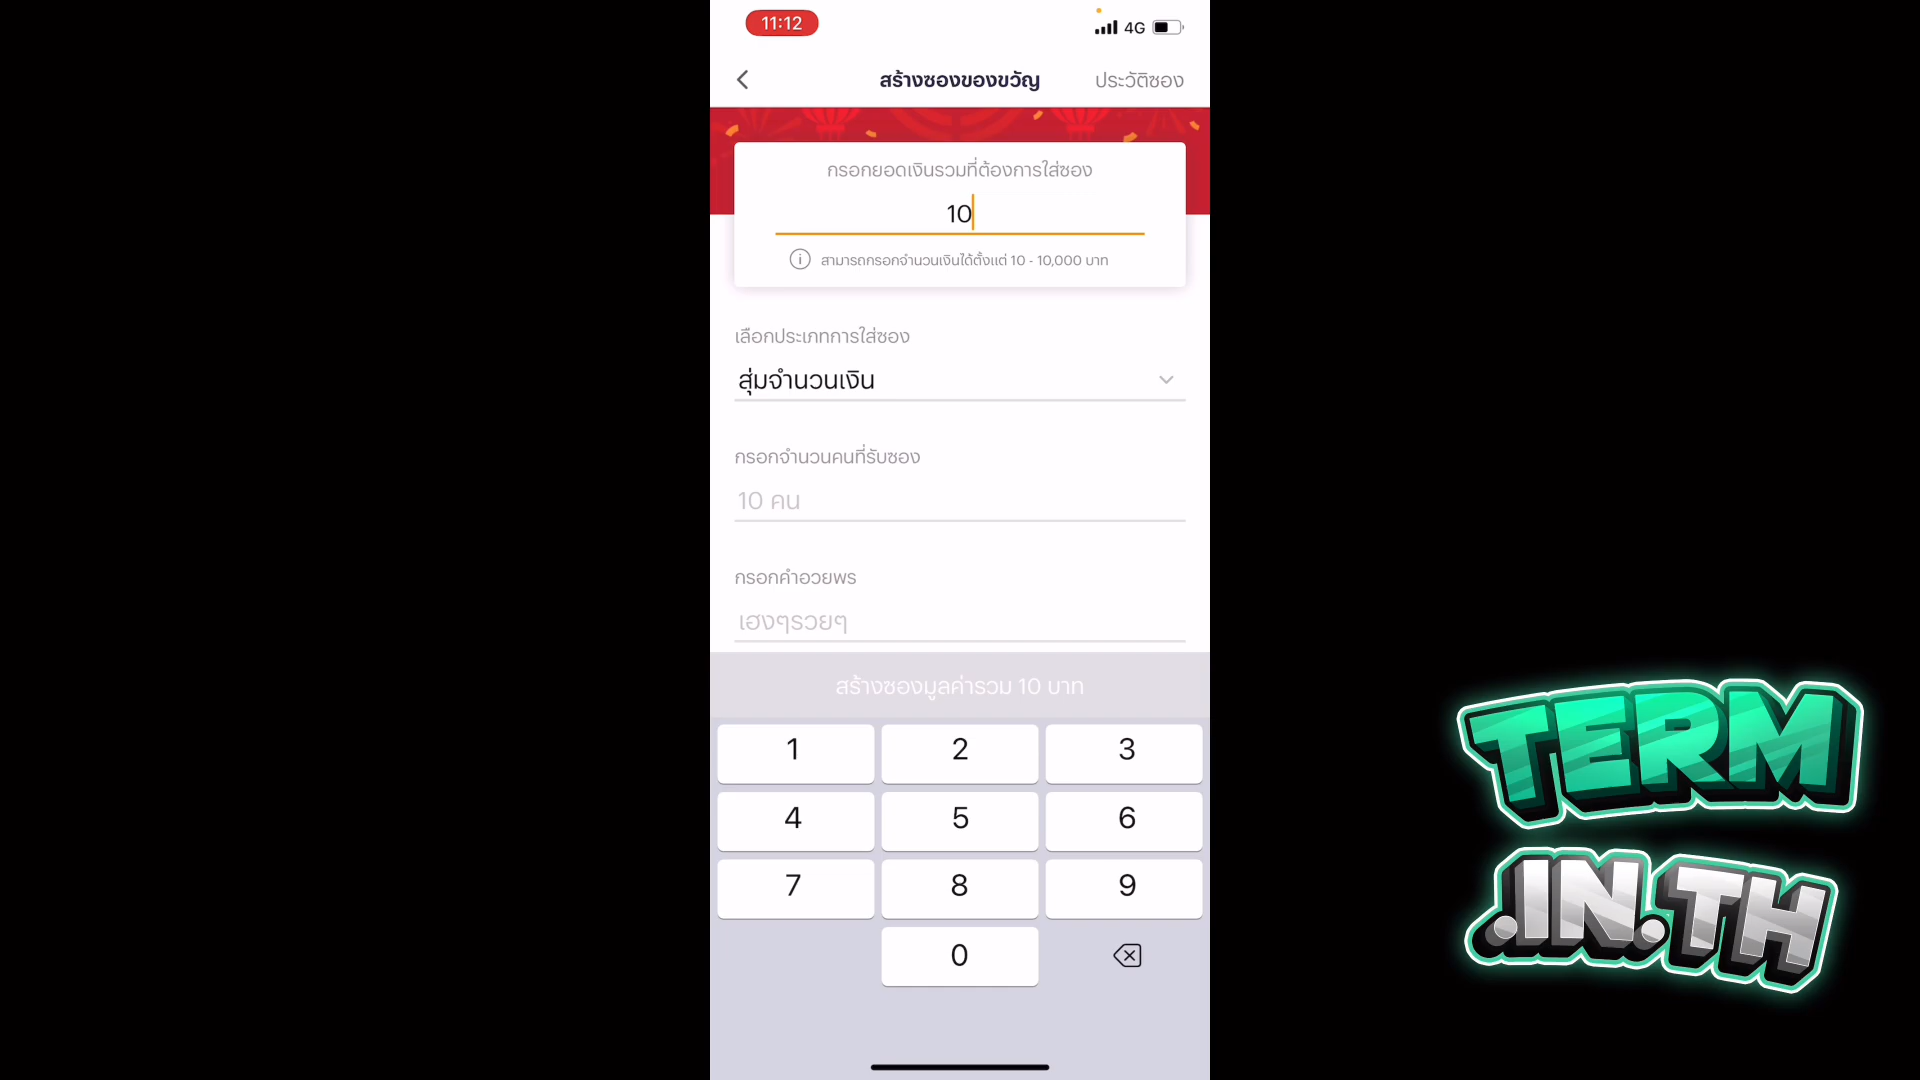 11:12
4G
สร้างซองของขวัญ
ประวัติซอง
กรอกยอดเงินรวมที่ต้องการใส่ซอง
10
สามารถกรอกจำนวนเงินได้ตั้งแต่ 10 - 10,000 บาท
เลือกประเภทการใส่ซอง
สุ่มจำนวนเงิน
กรอกจำนวนคนที่รับซอง
10 คน
กรอกคำอวยพร
เฮงๆรวยๆ
สร้างซองมูลค่ารวม 10 บาท
1 2 3
4 5 6
7 8 9
0
TERM
.IN.TH